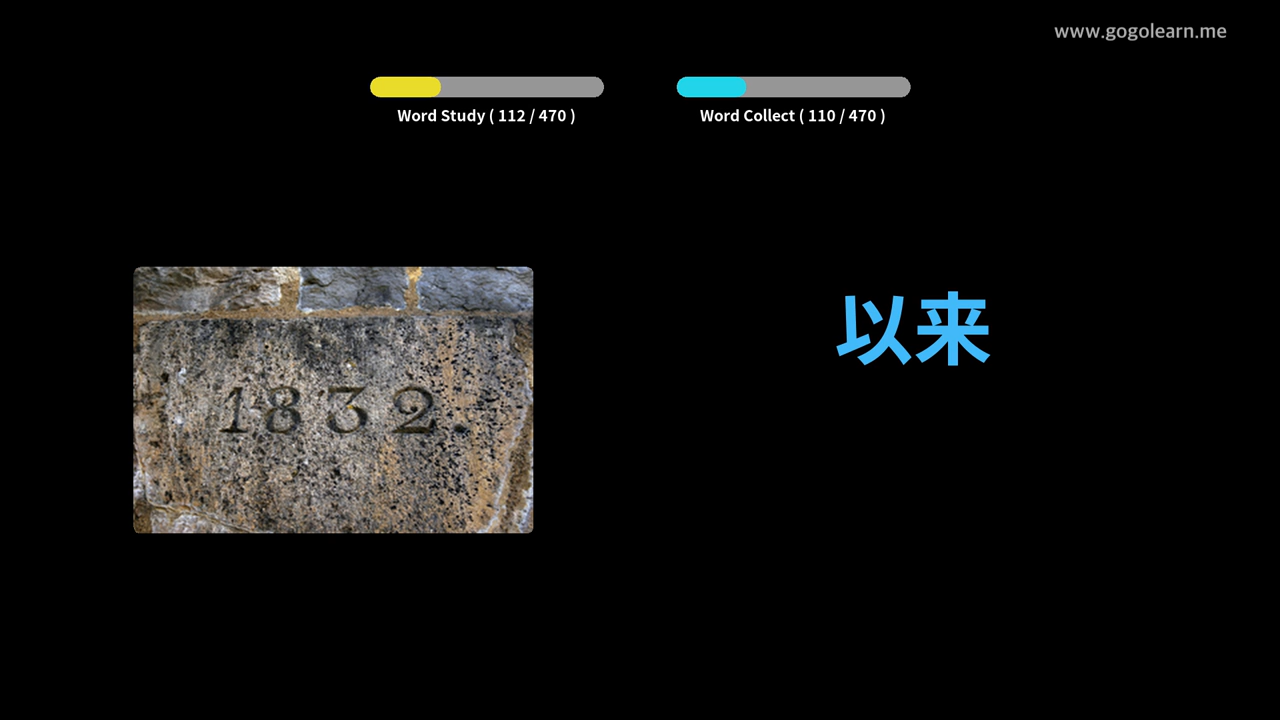 www.gogolearn.me
Word Study ( 112 / 470 )
Word Collect ( 110 / 470 )
以来
1832.